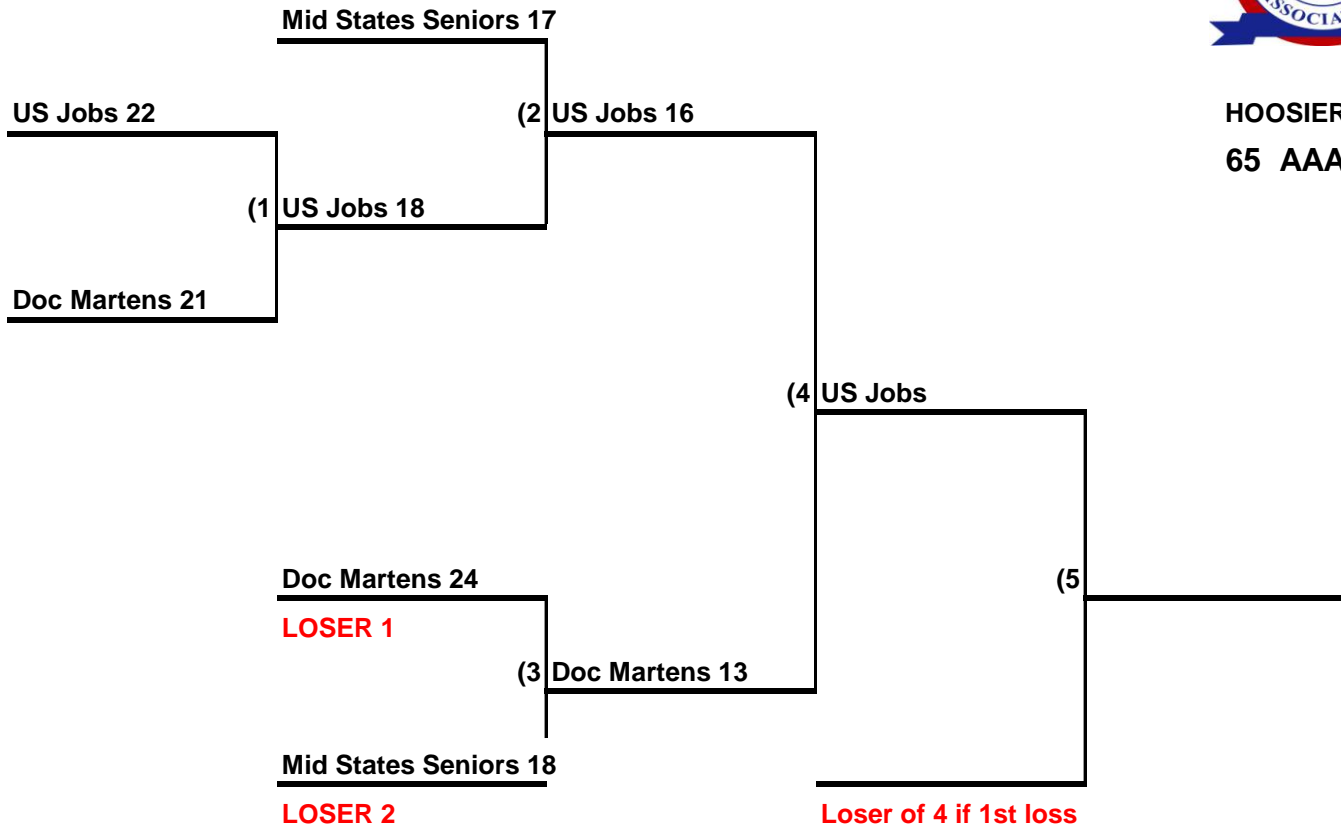 Mid States Seniors 17
ASSOCIA
US Jobs 22
(2 US Jobs 16
HOOSIER
65 AAA
(1 US Jobs 18
Doc Martens 21
(4 US Jobs
Doc Martens 24
(5
LOSER 1
(3 Doc Martens 13
Mid States Seniors 18
LOSER 2
Loser of 4 if 1st loss